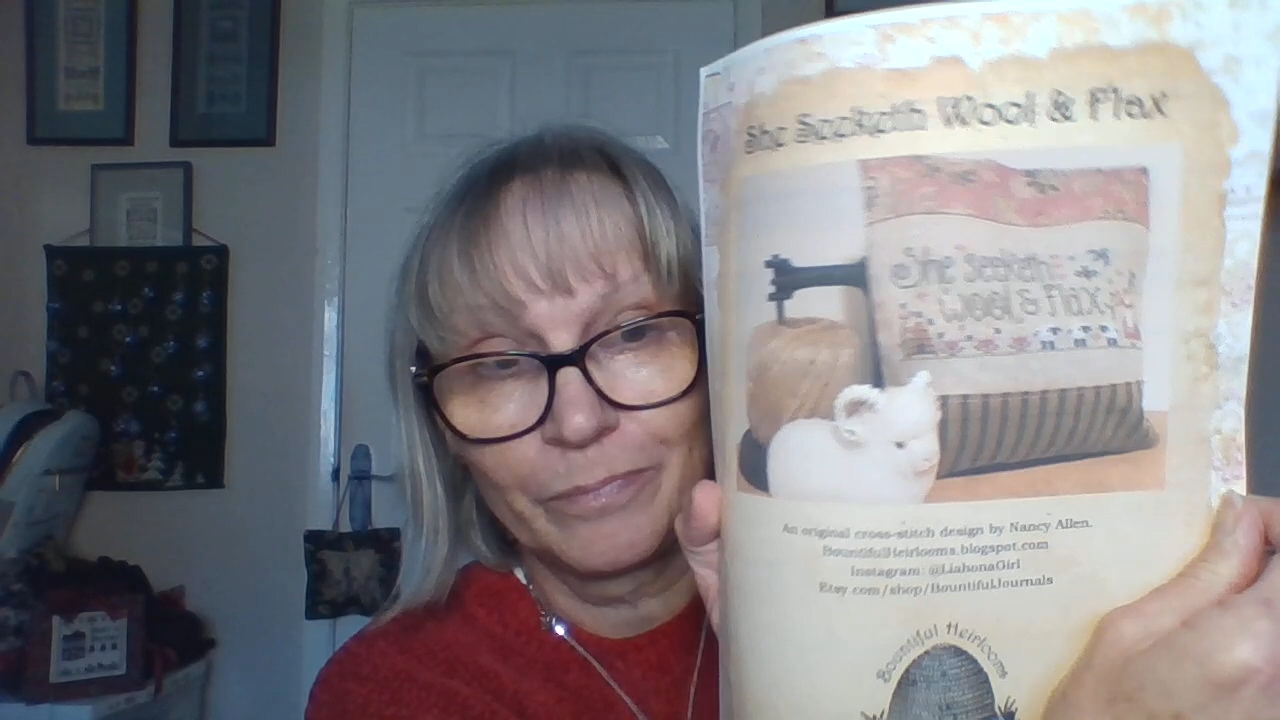 She Seeketh Wool & Flax
She Seeketh
Wool & Flax
An original cross-stitch design by Nancy Allen.
BountifulHeirlooms.blogspot.com
Instagram: @LiahonaGirl
Etsy.com/shop/BountifulJournals
Bountiful Heirlooms